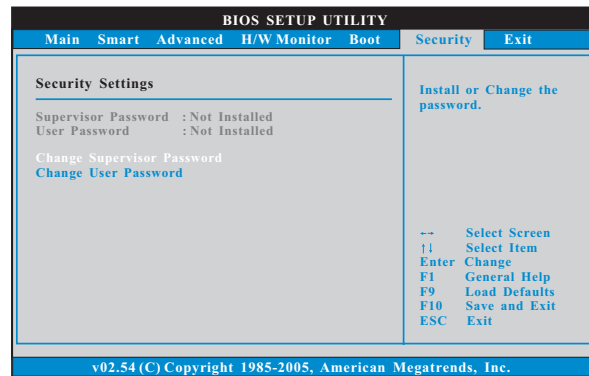 BIOS SETUP UTILITY
Main Smart Advanced H/W Monitor Boot Security Exit
Security Settings
Supervisor Password : Not Installed
User Password : Not Installed
Change Supervisor Password
Change User Password
Install or Change the
password.
←→ Select Screen
↑↓ Select Item
Enter Change
F1 General Help
F9 Load Defaults
F10 Save and Exit
ESC Exit
v02.54 (C) Copyright 1985-2005, American Megatrends, Inc.